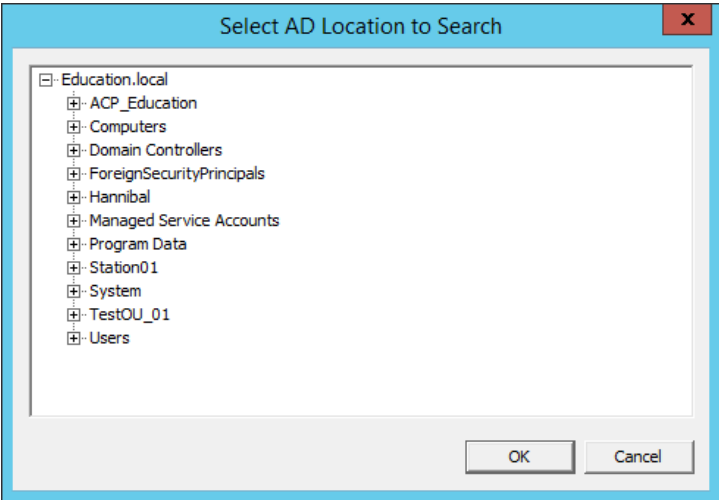 Select AD Location to Search
x
Education.local
ACP_Education
Computers
Domain Controllers
ForeignSecurityPrincipals
Hannibal
Managed Service Accounts
Program Data
Station01
System
TestOU_01
Users
OK Cancel